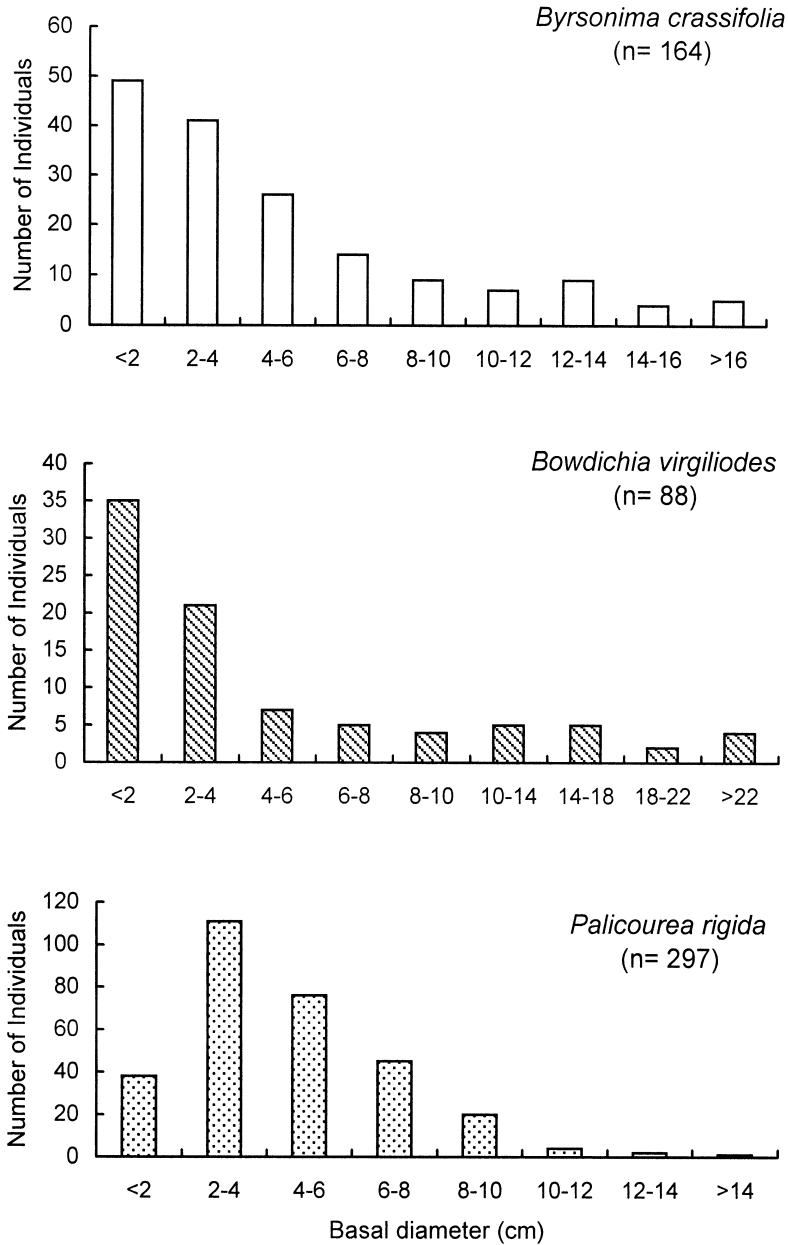 Byrsonima crassifolia
(n= 164)
Number of Individuals
60
50
40
30
20
10
0
<2 2-4 4-6 6-8 8-10 10-12 12-14 14-16 >16
Bowdichia virgiliodes
(n= 88)
Number of Individuals
40
35
30
25
20
15
10
5
0
<2 2-4 4-6 6-8 8-10 10-14 14-18 18-22 >22
Palicourea rigida
(n= 297)
Number of Individuals
120
100
80
60
40
20
0
<2 2-4 4-6 6-8 8-10 10-12 12-14 >14
Basal diameter (cm)